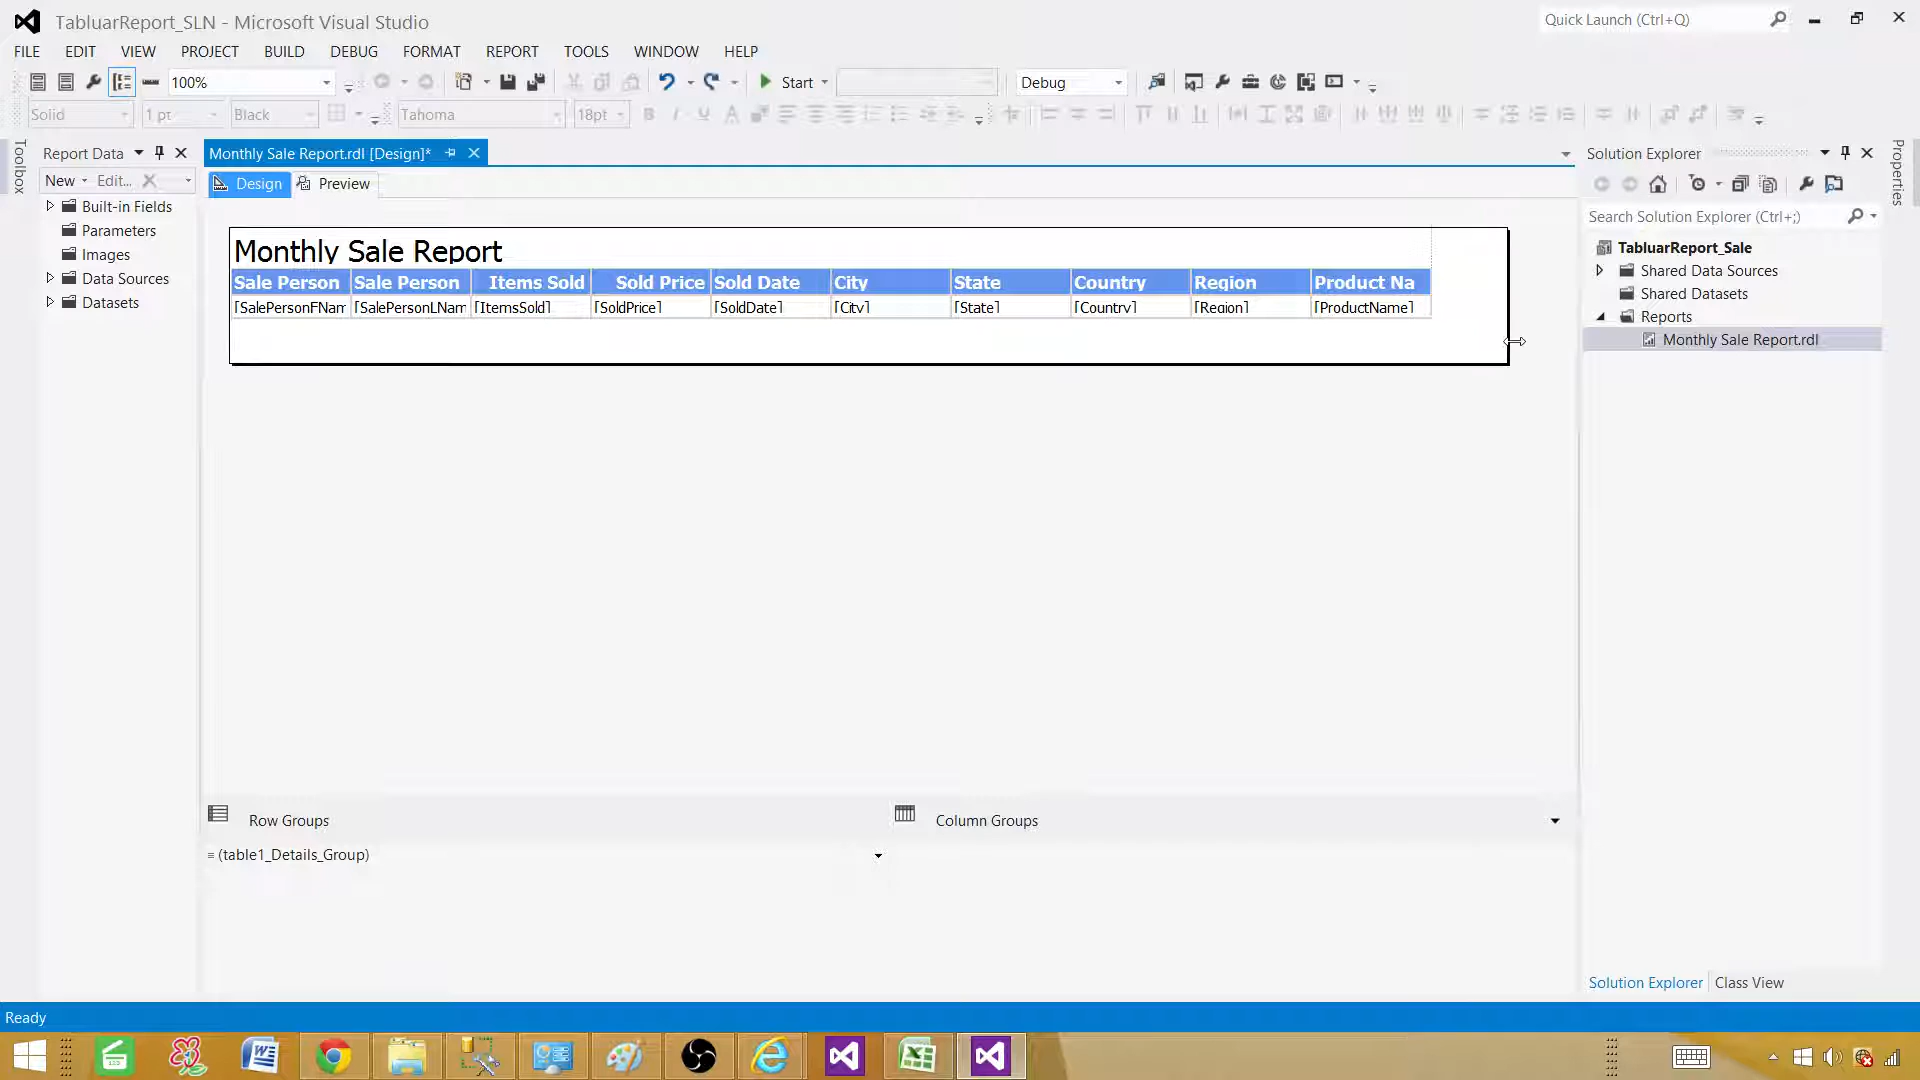 TabluarReport_SLN - Microsoft Visual Studio
Quick Launch (Ctrl+Q)
FILE EDIT VIEW PROJECT BUILD DEBUG FORMAT REPORT TOOLS WINDOW HELP
100% Start Debug
Solid 1 pt Black Tahoma 18pt B I U A
Toolbox
Report Data
Monthly Sale Report.rdl [Design]*
Solution Explorer
Properties
New Edit...
Design Preview
Built-in Fields
Parameters
Images
Data Sources
Datasets
Search Solution Explorer (Ctrl+;)
TabluarReport_Sale
Shared Data Sources
Shared Datasets
Reports
Monthly Sale Report.rdl
Monthly Sale Report
Sale Person Sale Person Items Sold Sold Price Sold Date City State Country Region Product Na
[SalePersonFNam [SalePersonLNam [ItemsSold] [SoldPrice] [SoldDate] [City] [State] [Country] [Region] [ProductName]
Row Groups
Column Groups
(table1_Details_Group)
Solution Explorer Class View
Ready